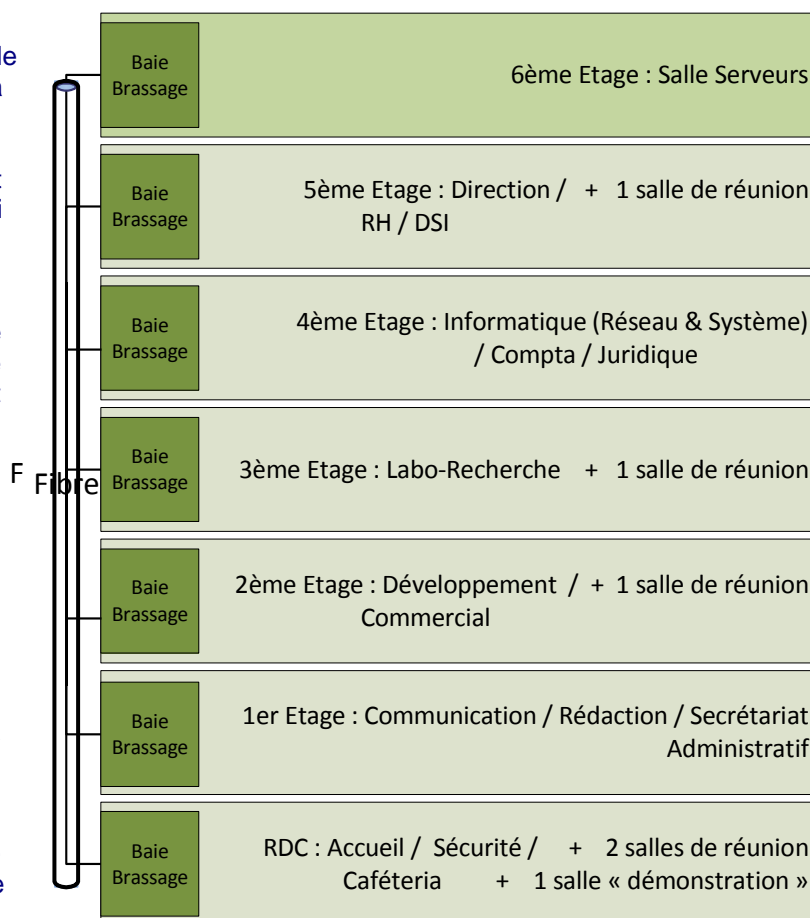 Baie
Brassage
6ème Etage : Salle Serveurs
Baie
Brassage
5ème Etage : Direction / + 1 salle de réunion
RH / DSI
Baie
Brassage
4ème Etage : Informatique (Réseau & Système)
/ Compta / Juridique
F Fibre
Baie
Brassage
3ème Etage : Labo-Recherche + 1 salle de réunion
Baie
Brassage
2ème Etage : Développement / + 1 salle de réunion
Commercial
Baie
Brassage
1er Etage : Communication / Rédaction / Secrétariat
Administratif
Baie
Brassage
RDC : Accueil / Sécurité / + 2 salles de réunion
Caféteria + 1 salle « démonstration »